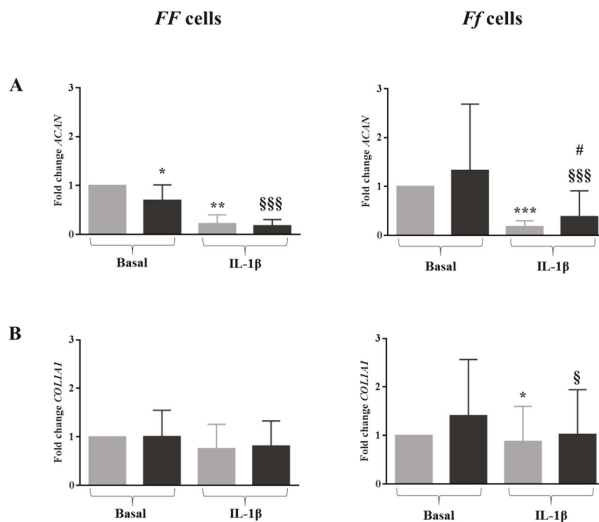 FF cells
Ff cells
A
Fold change ACAN
3
2
1
0
*
**
§§§
Basal
IL-1β
Fold change ACAN
3
2
1
0
***
#
§§§
Basal
IL-1β
B
Fold change COL1A1
3
2
1
0
Basal
IL-1β
Fold change COL1A1
3
2
1
0
*
§
Basal
IL-1β